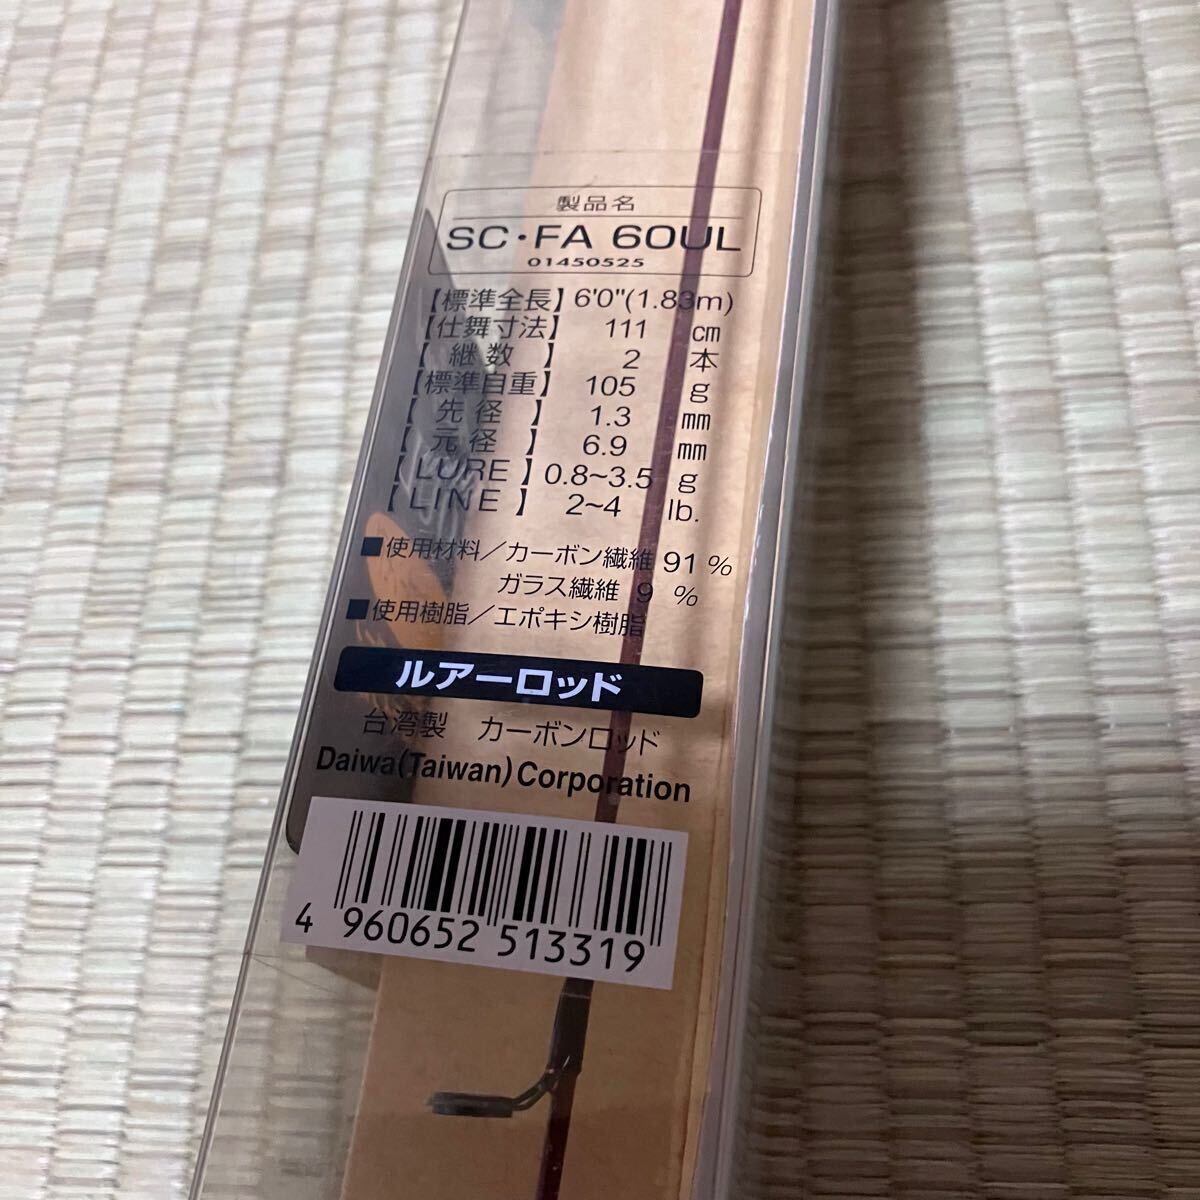 製品名
SC・FA 60UL
01450525
【標準全長】6'0"(1.83m)
【仕舞寸法】 111 cm
【継数】 2 本
【標準自重】 105 g
【先径】 1.3 mm
【元径】 6.9 mm
【LURE】0.8~3.5 g
【LINE】 2~4 lb.
■使用材料/カーボン繊維 91 %
ガラス繊維 9 %
■使用樹脂/エポキシ樹脂
ルアーロッド
台湾製 カーボンロッド
Daiwa(Taiwan)Corporation
4 960652 513319